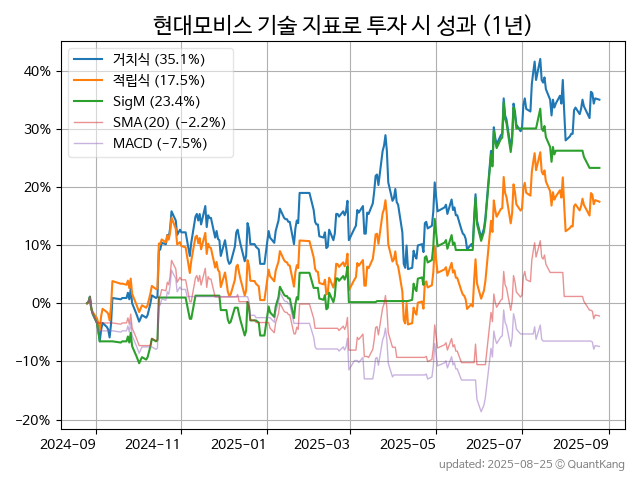 현대모비스 기술 지표로 투자 시 성과 (1년)
거치식 (35.1%)
적립식 (17.5%)
SigM (23.4%)
SMA(20) (−2.2%)
MACD (−7.5%)
40%
30%
20%
10%
0%
−10%
−20%
2024-09 2024-11 2025-01 2025-03 2025-05 2025-07 2025-09
updated: 2025-08-25 ⓒ QuantKang